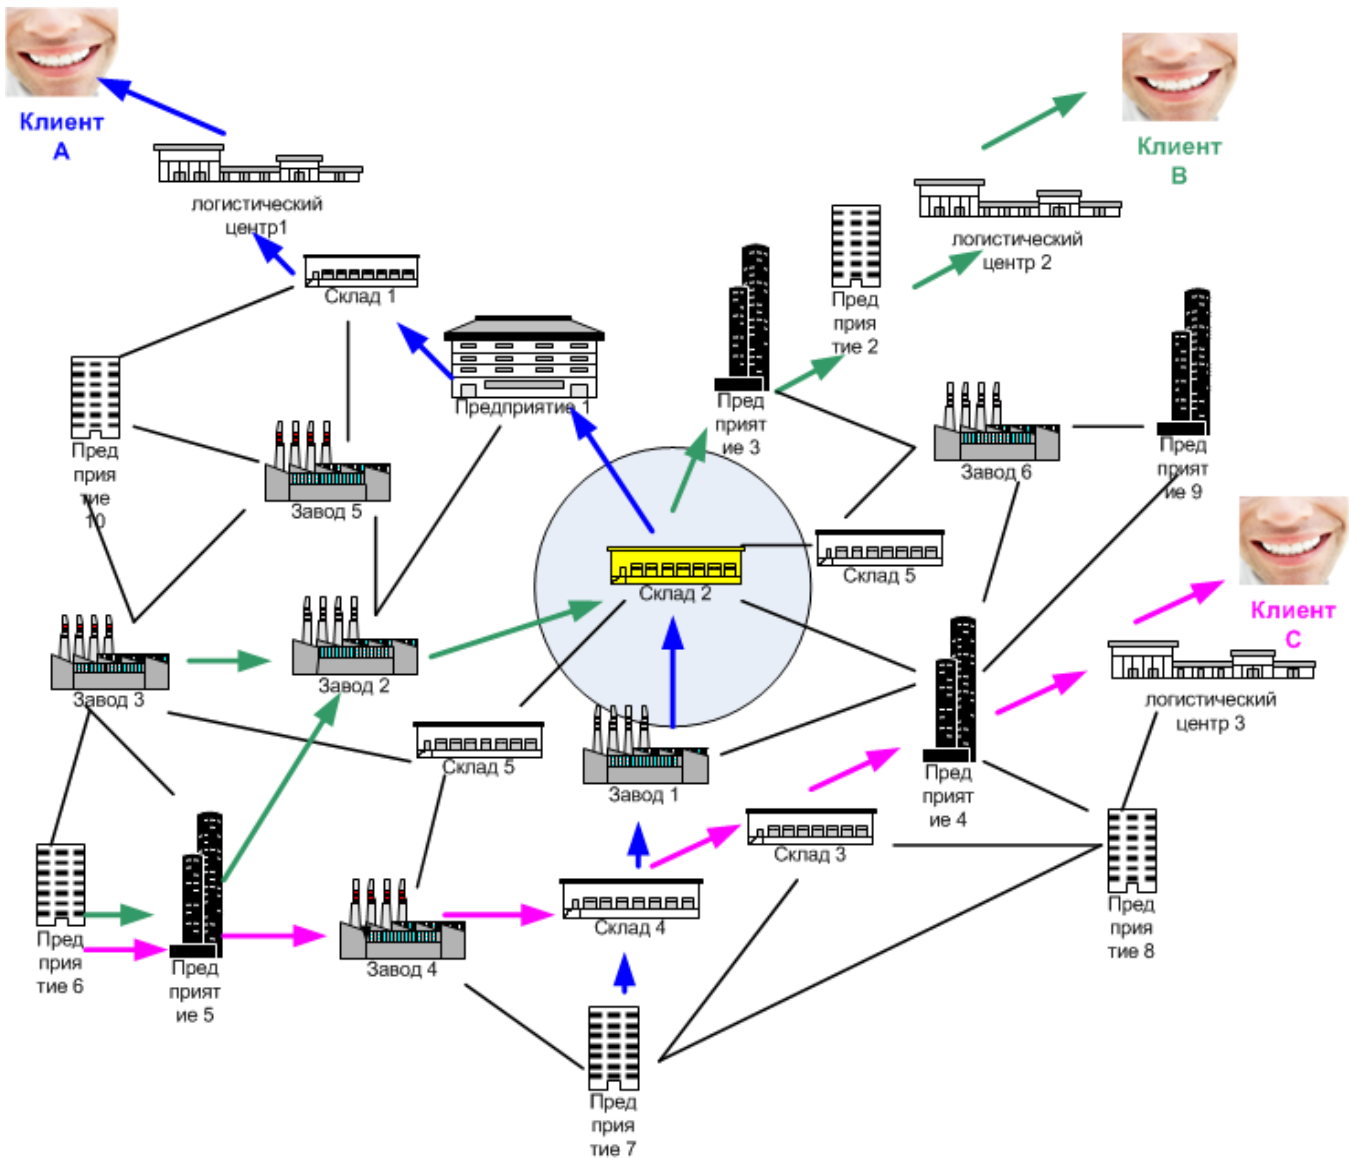 Клиент
А
Клиент
В
логистический
центр1
логистический
центр 2
Склад 1
Пред
прия
тие 2
Предприятие 1
Пред
прият
ие 3
Пред
прия
тие
10
Завод 5
Завод 6
Пред
прият
ие 9
Склад 5
Склад 2
Клиент
С
Завод 3
Завод 2
логистический
центр 3
Склад 5
Завод 1
Пред
прият
ие 4
Склад 3
Пред
прия
тие 8
Склад 4
Пред
прия
тие 6
Пред
прият
ие 5
Завод 4
Пред
прия
тие 7